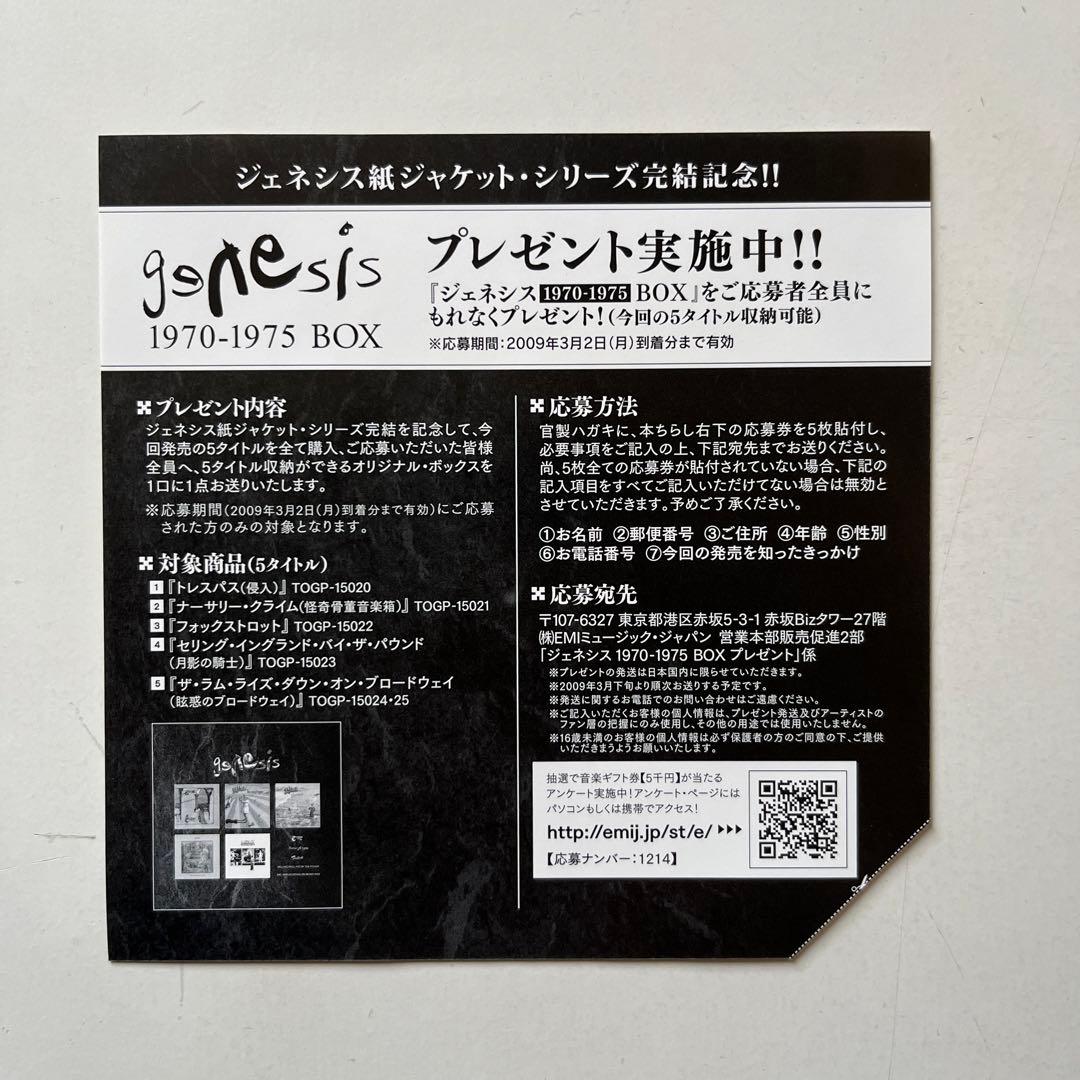 ジェネシス紙ジャケット・シリーズ完結記念!!
genesis
1970-1975 BOX
プレゼント実施中!!
『ジェネシス 1970-1975 BOX』をご応募者全員に
もれなくプレゼント!(今回の5タイトル収納可能)
※応募期間:2009年3月2日(月)到着分まで有効
プレゼント内容
ジェネシス紙ジャケット・シリーズ完結を記念して、今
回発売の5タイトルを全て購入、ご応募いただいた皆様
全員へ、5タイトル収納ができるオリジナル・ボックスを
1口に1点お送りいたします。
※応募期間(2009年3月2日(月)到着分まで有効)にご応募
された方のみの対象となります。
対象商品(5タイトル)
1 『トレスパス(侵入)』 TOGP-15020
2 『ナーサリー・クライム(怪奇骨董音楽箱)』 TOGP-15021
3 『フォックストロット』 TOGP-15022
4 『セリング・イングランド・バイ・ザ・パウンド
(月影の騎士)』 TOGP-15023
5 『ザ・ラム・ライズ・ダウン・オン・ブロードウェイ
(眩惑のブロードウェイ)』 TOGP-15024・25
genesis
応募方法
官製ハガキに、本ちらし右下の応募券を5枚貼付し、
必要事項をご記入の上、下記宛先までお送りください。
尚、5枚全ての応募券が貼付されていない場合、下記の
記入項目をすべてご記入いただけてない場合は無効と
させていただきます。予めご了承ください。
①お名前 ②郵便番号 ③ご住所 ④年齢 ⑤性別
⑥お電話番号 ⑦今回の発売を知ったきっかけ
応募宛先
〒107-6327 東京都港区赤坂5-3-1 赤坂Bizタワー27階
㈱EMIミュージック・ジャパン 営業本部販売促進2部
「ジェネシス 1970-1975 BOX プレゼント」係
※プレゼントの発送は日本国内に限らせていただきます。
※2009年3月下旬より順次お送りする予定です。
※発送に関するお電話でのお問い合わせはご遠慮ください。
※ご記入いただくお客様の個人情報は、プレゼント発送及びアーティストの
ファン層の把握にのみ使用し、その他の用途では使用いたしません。
※16歳未満のお客様の個人情報は必ず保護者の方のご同意の下、ご提供
いただきまうようお願いいたします。
抽選で音楽ギフト券【5千円】が当たる
アンケート実施中!アンケート・ページには
パソコンもしくは携帯でアクセス!
http://emij.jp/st/e/
【応募ナンバー:1214】